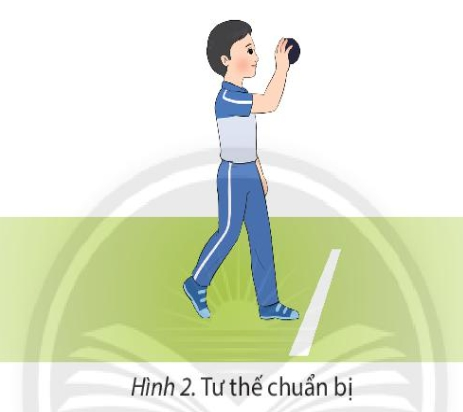 Hình 2. Tư thế chuẩn bị